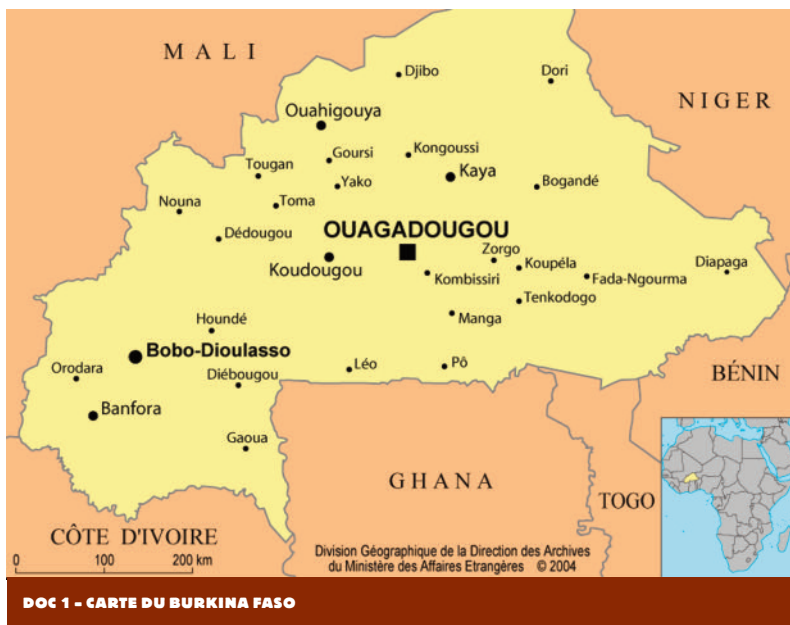 MALI
Djibo
Dori
NIGER
Ouahigouya
Goursi
Kongoussi
Tougan
Kaya
Yako
Bogandé
Nouna
Toma
OUAGADOUGOU
Dédougou
Zorgo
Koudougou
Koupéla
Diapaga
Kombissiri
Fada-Ngourma
Tenkodogo
Houndé
Manga
Bobo-Dioulasso
Orodara
Diébougou
Léo
Pô
BÉNIN
Banfora
Gaoua
GHANA
TOGO
CÔTE D'IVOIRE
0 100 200 km
Division Géographique de la Direction des Archives
du Ministère des Affaires Etrangères © 2004
DOC 1 - CARTE DU BURKINA FASO